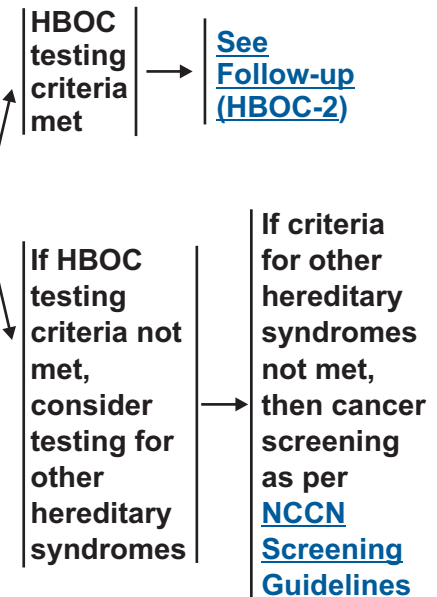 HBOC
testing
criteria
met
See
Follow-up
(HBOC-2)
If HBOC
testing
criteria not
met,
consider
testing for
other
hereditary
syndromes
If criteria
for other
hereditary
syndromes
not met,
then cancer
screening
as per
NCCN
Screening
Guidelines